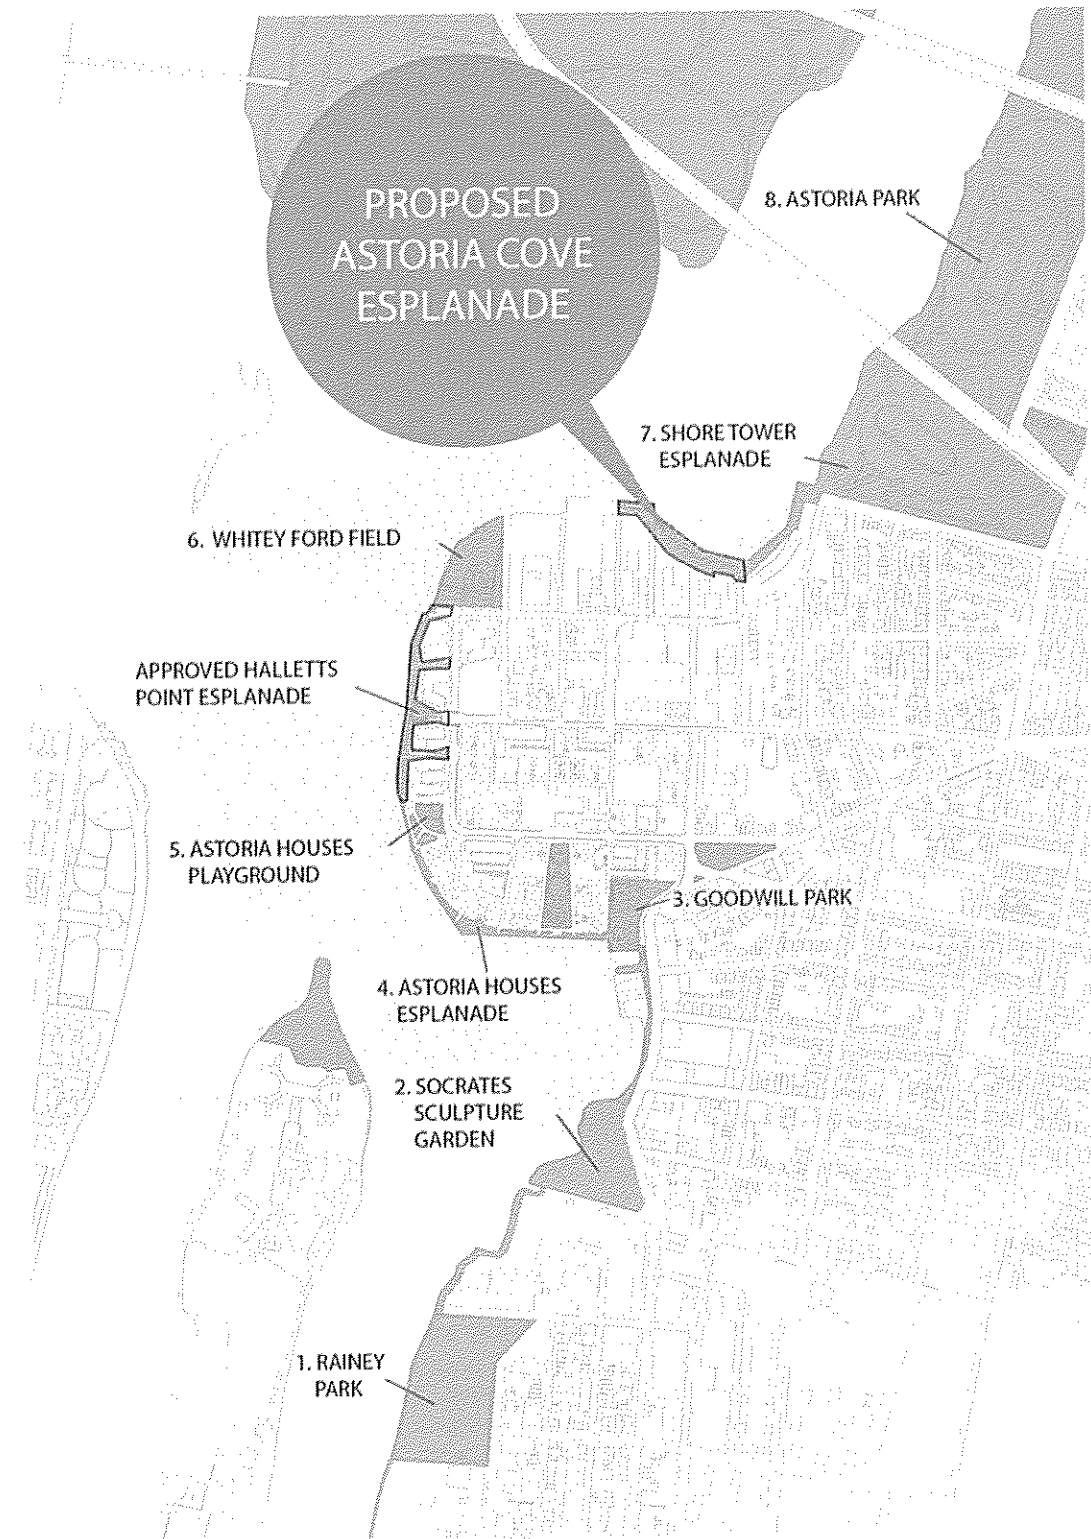 PROPOSED
ASTORIA COVE
ESPLANADE
8. ASTORIA PARK
7. SHORE TOWER
ESPLANADE
6. WHITEY FORD FIELD
APPROVED HALLETTS
POINT ESPLANADE
5. ASTORIA HOUSES
PLAYGROUND
3. GOODWILL PARK
4. ASTORIA HOUSES
ESPLANADE
2. SOCRATES
SCULPTURE
GARDEN
1. RAINEY
PARK